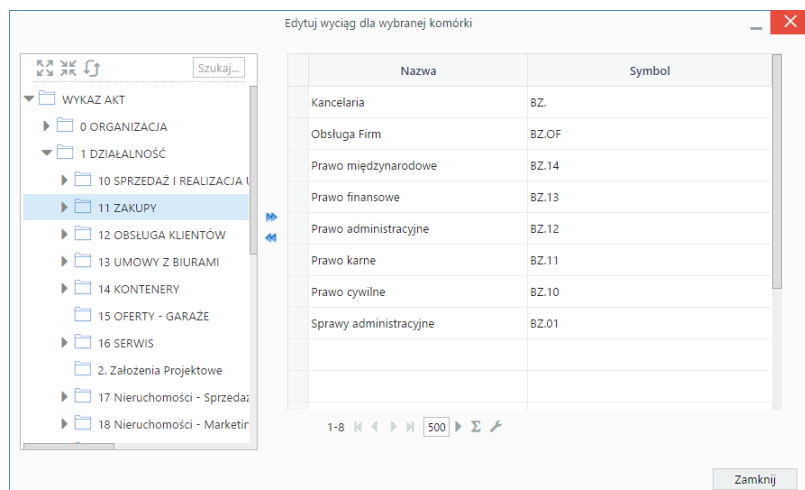 Edytuj wyciąg dla wybranej komórki
Szukaj...
WYKAZ AKT
0 ORGANIZACJA
1 DZIAŁALNOŚĆ
10 SPRZEDAŻ I REALIZACJA
11 ZAKUPY
12 OBSŁUGA KLIENTÓW
13 UMOWY Z BIURAMI
14 KONTENERY
15 OFERTY - GARAŻE
16 SERWIS
2. Założenia Projektowe
17 Nieruchomości - Sprzedaż
18 Nieruchomości - Marketin
Nazwa Symbol
Kancelaria BZ.
Obsługa Firm BZ.OF
Prawo międzynarodowe BZ.14
Prawo finansowe BZ.13
Prawo administracyjne BZ.12
Prawo karne BZ.11
Prawo cywilne BZ.10
Sprawy administracyjne BZ.01
1-8 500 Σ
Zamknij